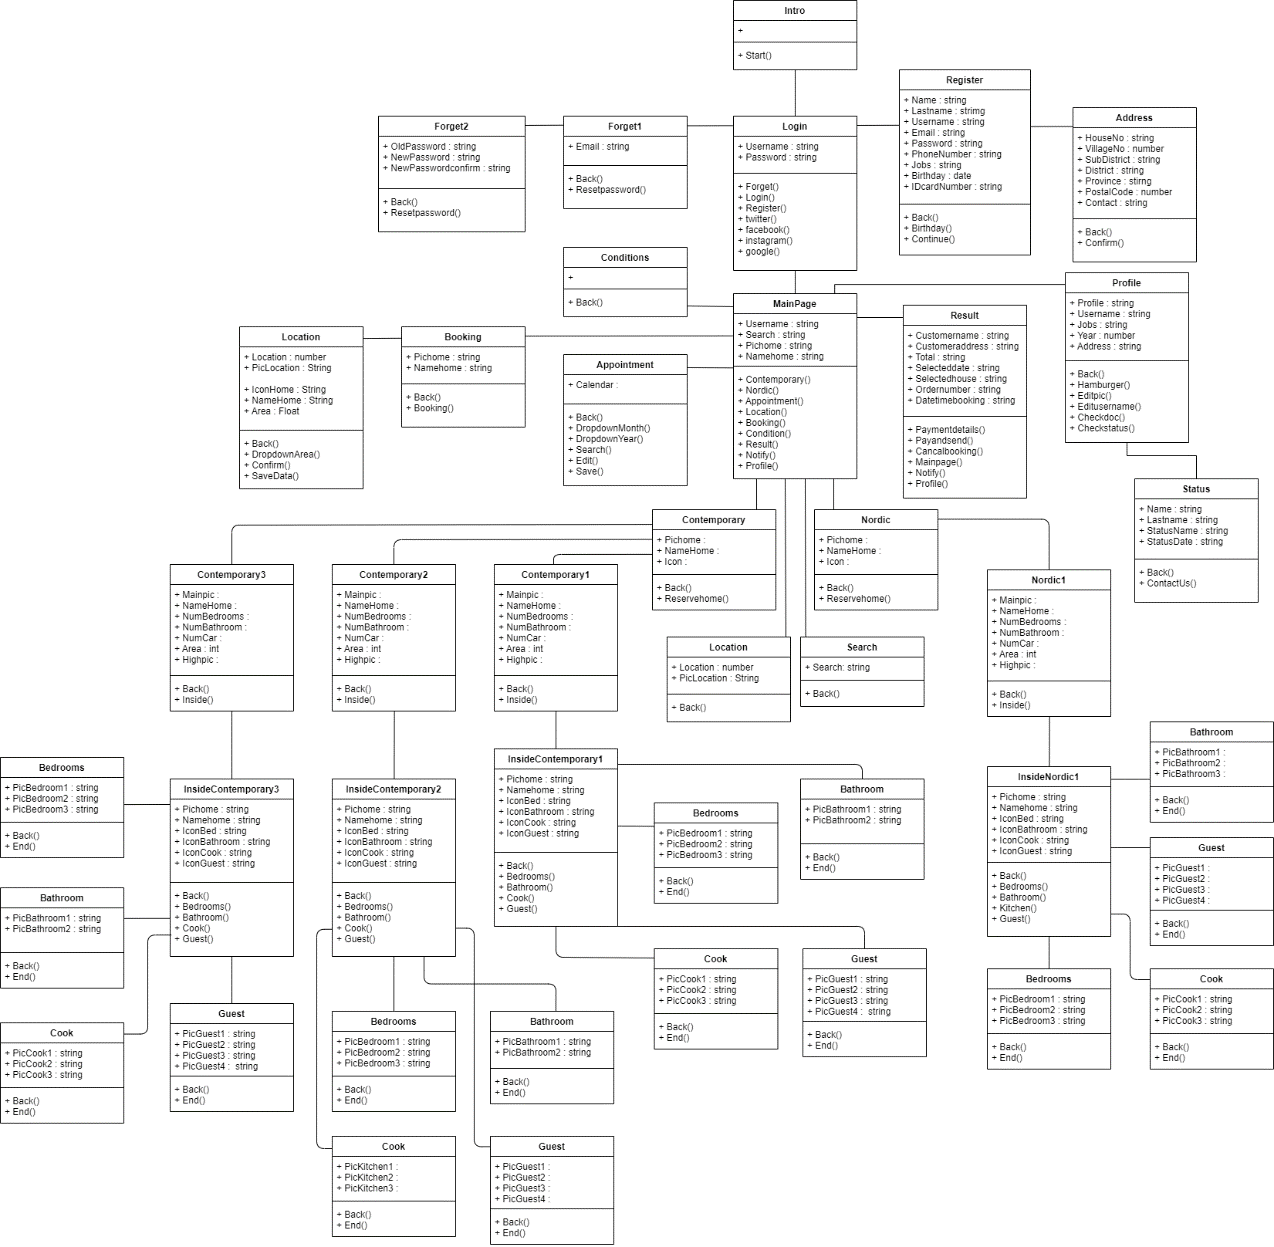 Intro
+
+ Start()
Register
+ Name : string
+ Lastname : strimg
+ Username : string
+ Email : string
+ Password : string
+ PhoneNumber : string
+ Jobs : string
+ Birthday : date
+ IDcardNumber : string
+ Back()
+ Birthday()
+ Continue()
Address
+ HouseNo : string
+ VillageNo : number
+ SubDistrict : string
+ District : string
+ Province : stirng
+ PostalCode : number
+ Contact : string
+ Back()
+ Confirm()
Forget2
+ OldPassword : string
+ NewPassword : string
+ NewPasswordconfirm : string
+ Back()
+ Resetpassword()
Forget1
+ Email : string
+ Back()
+ Resetpassword()
Login
+ Username : string
+ Password : string
+ Forget()
+ Login()
+ Register()
+ twitter()
+ facebook()
+ instagram()
+ google()
Conditions
+
+ Back()
MainPage
+ Username : string
+ Search : string
+ Pichome : string
+ Namehome : string
+ Contemporary()
+ Nordic()
+ Appointment()
+ Location()
+ Booking()
+ Condition()
+ Result()
+ Notify()
+ Profile()
Profile
+ Profile : string
+ Username : string
+ Jobs : string
+ Year : number
+ Address : string
+ Back()
+ Hamburger()
+ Editpic()
+ Editusername()
+ Checkdoc()
+ Checkstatus()
Result
+ Customername : string
+ Customeraddress : string
+ Total : string
+ Selecteddate : string
+ Selectedhouse : string
+ Ordernumber : string
+ Datetimebooking : string
+ Paymentdetails()
+ Payandsend()
+ Cancalbooking()
+ Mainpage()
+ Notify()
+ Profile()
Location
+ Location : number
+ PicLocation : String
+ IconHome : String
+ NameHome : String
+ Area : Float
+ Back()
+ DropdownArea()
+ Confirm()
+ SaveData()
Booking
+ Pichome : string
+ Namehome : string
+ Back()
+ Booking()
Appointment
+ Calendar :
+ Back()
+ DropdownMonth()
+ DropdownYear()
+ Search()
+ Edit()
+ Save()
Status
+ Name : string
+ Lastname : string
+ StatusName : string
+ StatusDate : string
+ Back()
+ ContactUs()
Contemporary
+ Pichome :
+ NameHome :
+ Icon :
+ Back()
+ Reservehome()
Nordic
+ Pichome :
+ NameHome :
+ Icon :
+ Back()
+ Reservehome()
Contemporary3
+ Mainpic :
+ NameHome :
+ NumBedrooms :
+ NumBathroom :
+ NumCar :
+ Area : int
+ Highpic :
+ Back()
+ Inside()
Contemporary2
+ Mainpic :
+ NameHome :
+ NumBedrooms :
+ NumBathroom :
+ NumCar :
+ Area : int
+ Highpic :
+ Back()
+ Inside()
Contemporary1
+ Mainpic :
+ NameHome :
+ NumBedrooms :
+ NumBathroom :
+ NumCar :
+ Area : int
+ Highpic :
+ Back()
+ Inside()
Nordic1
+ Mainpic :
+ NameHome :
+ NumBedrooms :
+ NumBathroom :
+ NumCar :
+ Area : int
+ Highpic :
+ Back()
+ Inside()
Location
+ Location : number
+ PicLocation : String
+ Back()
Search
+ Search: string
+ Back()
Bathroom
+ PicBathroom1 :
+ PicBathroom2 :
+ PicBathroom3 :
+ Back()
+ End()
Bedrooms
+ PicBedroom1 : string
+ PicBedroom2 : string
+ PicBedroom3 : string
+ Back()
+ End()
InsideContemporary3
+ Pichome : string
+ Namehome : string
+ IconBed : string
+ IconBathroom : string
+ IconCook : string
+ IconGuest : string
+ Back()
+ Bedrooms()
+ Bathroom()
+ Cook()
+ Guest()
InsideContemporary2
+ Pichome : string
+ Namehome : string
+ IconBed : string
+ IconBathroom : string
+ IconCook : string
+ IconGuest : string
+ Back()
+ Bedrooms()
+ Bathroom()
+ Cook()
+ Guest()
InsideContemporary1
+ Pichome : string
+ Namehome : string
+ IconBed : string
+ IconBathroom : string
+ IconCook : string
+ IconGuest : string
+ Back()
+ Bedrooms()
+ Bathroom()
+ Cook()
+ Guest()
Bedrooms
+ PicBedroom1 : string
+ PicBedroom2 : string
+ PicBedroom3 : string
+ Back()
+ End()
Bathroom
+ PicBathroom1 : string
+ PicBathroom2 : string
+ Back()
+ End()
InsideNordic1
+ Pichome : string
+ Namehome : string
+ IconBed : string
+ IconBathroom : string
+ IconCook : string
+ IconGuest : string
+ Back()
+ Bedrooms()
+ Bathroom()
+ Kitchen()
+ Guest()
Guest
+ PicGuest1 :
+ PicGuest2 :
+ PicGuest3 :
+ PicGuest4 :
+ Back()
+ End()
Bathroom
+ PicBathroom1 : string
+ PicBathroom2 : string
+ Back()
+ End()
Cook
+ PicCook1 : string
+ PicCook2 : string
+ PicCook3 : string
+ Back()
+ End()
Guest
+ PicGuest1 : string
+ PicGuest2 : string
+ PicGuest3 : string
+ PicGuest4 : string
+ Back()
+ End()
Bedrooms
+ PicBedroom1 : string
+ PicBedroom2 : string
+ PicBedroom3 : string
+ Back()
+ End()
Bathroom
+ PicBathroom1 : string
+ PicBathroom2 : string
+ Back()
+ End()
Cook
+ PicCook1 : string
+ PicCook2 : string
+ PicCook3 : string
+ Back()
+ End()
Guest
+ PicGuest1 : string
+ PicGuest2 : string
+ PicGuest3 : string
+ PicGuest4 : string
+ Back()
+ End()
Bedrooms
+ PicBedroom1 : string
+ PicBedroom2 : string
+ PicBedroom3 : string
+ Back()
+ End()
Cook
+ PicCook1 : string
+ PicCook2 : string
+ PicCook3 : string
+ Back()
+ End()
Cook
+ PicKitchen1 :
+ PicKitchen2 :
+ PicKitchen3 :
+ Back()
+ End()
Guest
+ PicGuest1 :
+ PicGuest2 :
+ PicGuest3 :
+ PicGuest4 :
+ Back()
+ End()